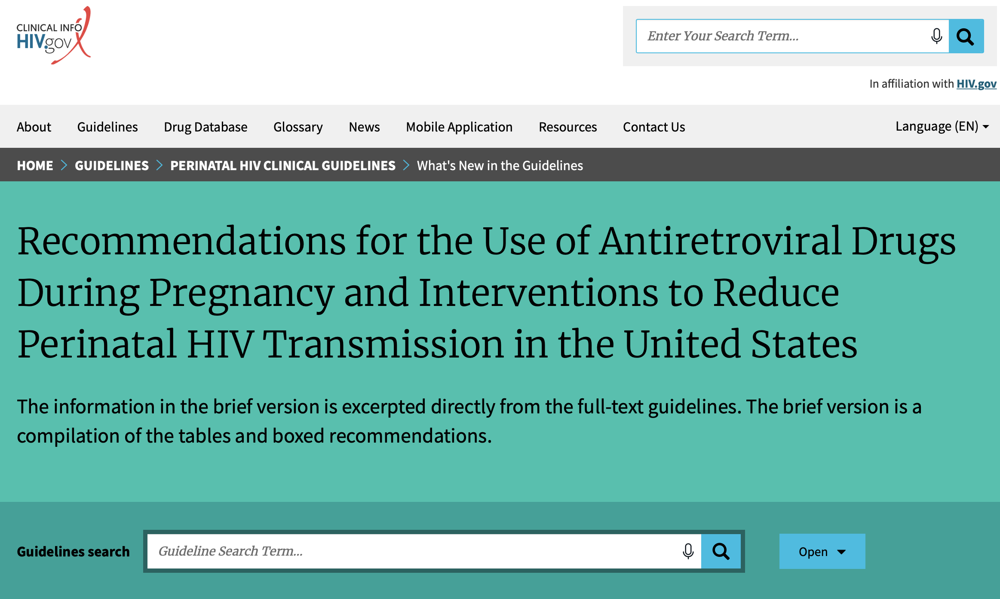 CLINICAL INFO
HIV.gov
Enter Your Search Term...
In affiliation with HIV.gov
About Guidelines Drug Database Glossary News Mobile Application Resources Contact Us Language (EN)
HOME > GUIDELINES > PERINATAL HIV CLINICAL GUIDELINES > What's New in the Guidelines
Recommendations for the Use of Antiretroviral Drugs
During Pregnancy and Interventions to Reduce
Perinatal HIV Transmission in the United States
The information in the brief version is excerpted directly from the full-text guidelines. The brief version is a
compilation of the tables and boxed recommendations.
Guidelines search Guideline Search Term... Open